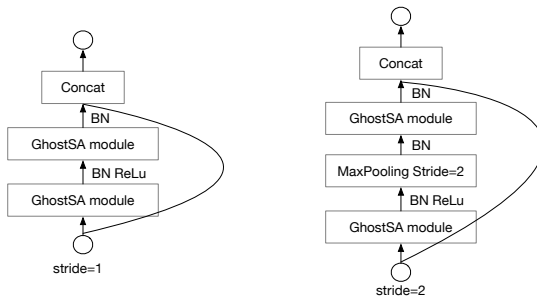 Concat
BN
GhostSA module
BN ReLu
GhostSA module
stride=1
Concat
BN
GhostSA module
BN
MaxPooling Stride=2
BN ReLu
GhostSA module
stride=2